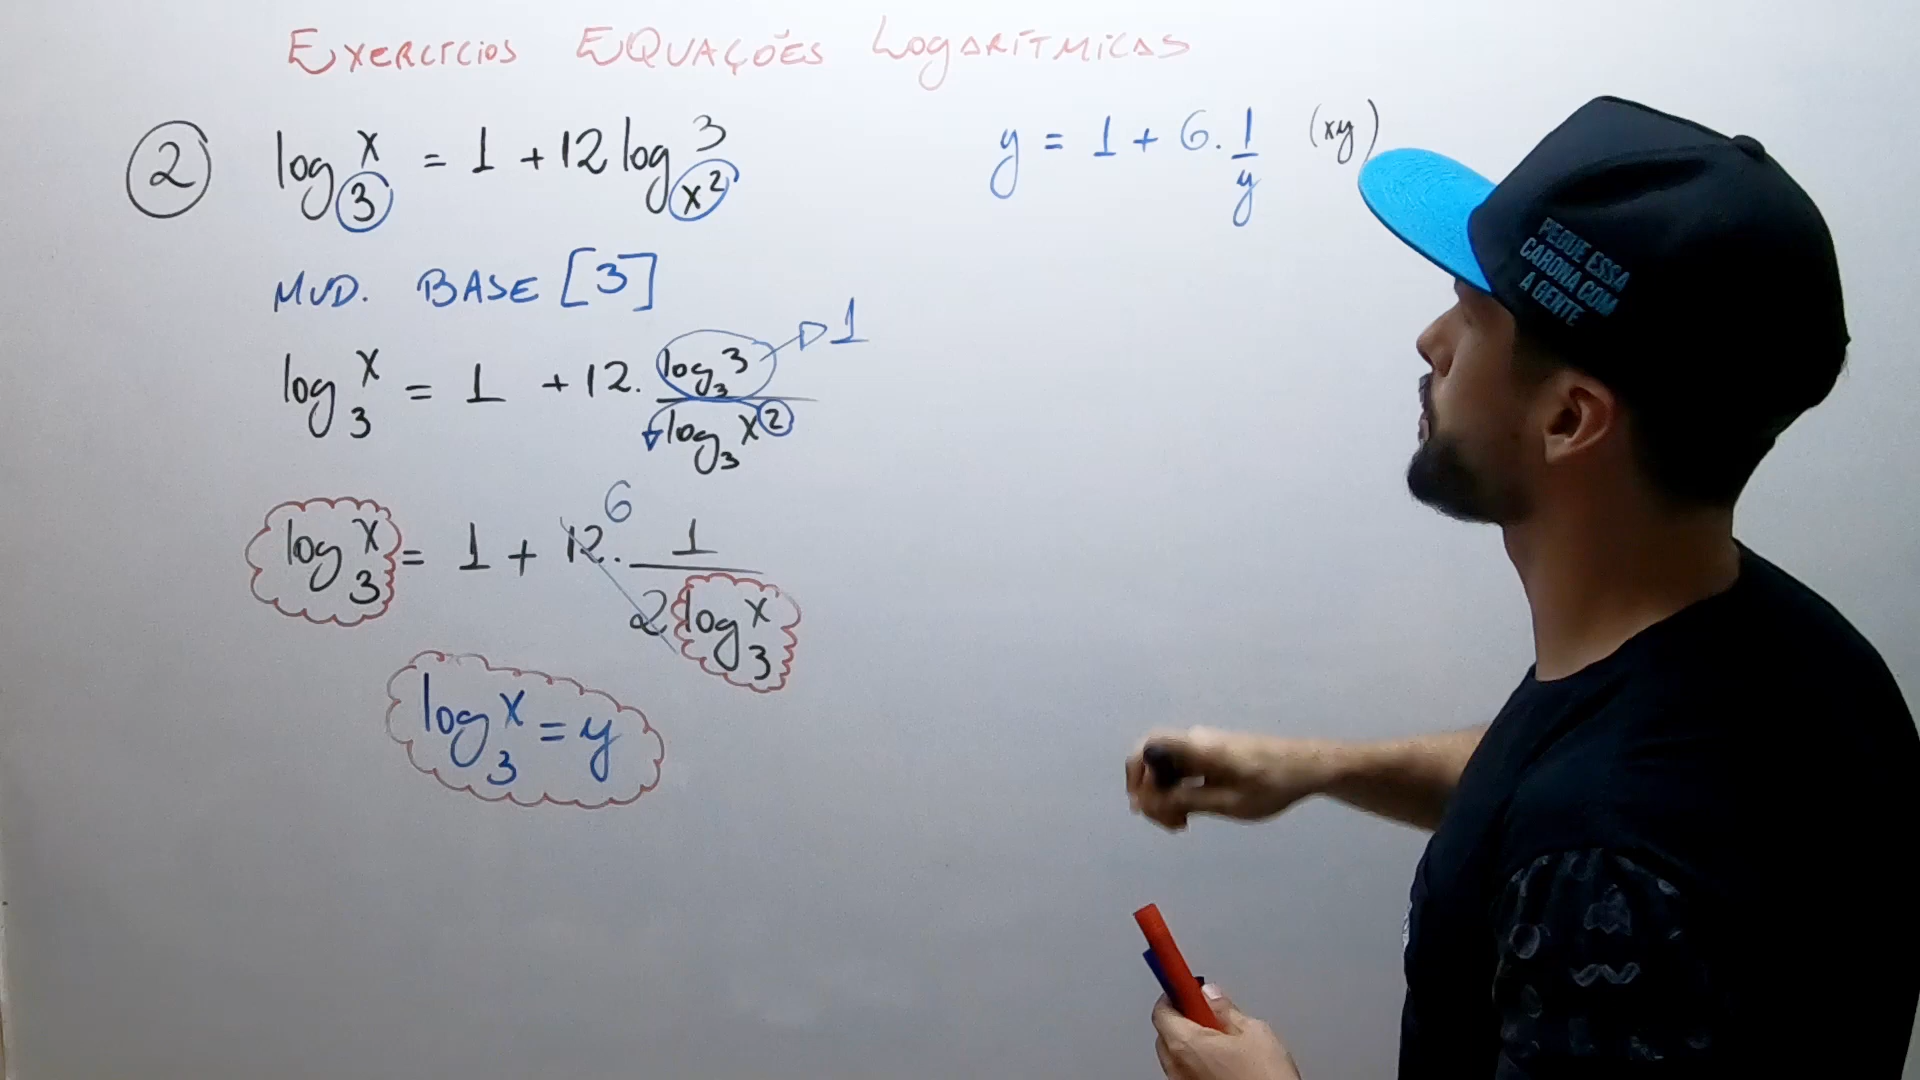 EXERCÍCIOS EQUAÇÕES LOGARÍTMICAS
2 log₃ x = 1 + 12 log_{x²} 3
MUD. BASE [3]
log₃ x = 1 + 12 . log₃ 3 / log₃ x² → 1
log₃ x = 1 + 12 . 1 / 2 log₃ x 6
log₃ x = y
y = 1 + 6 . 1/y (xy)
PEGUE ESSA
CARONA COM
A GENTE